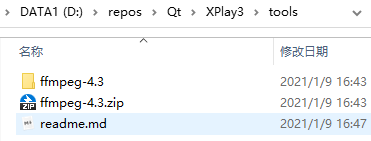 DATA1 (D:) > repos > Qt > XPlay3 > tools
名称 修改日期
ffmpeg-4.3 2021/1/9 16:43
ffmpeg-4.3.zip 2021/1/9 16:43
readme.md 2021/1/9 16:47